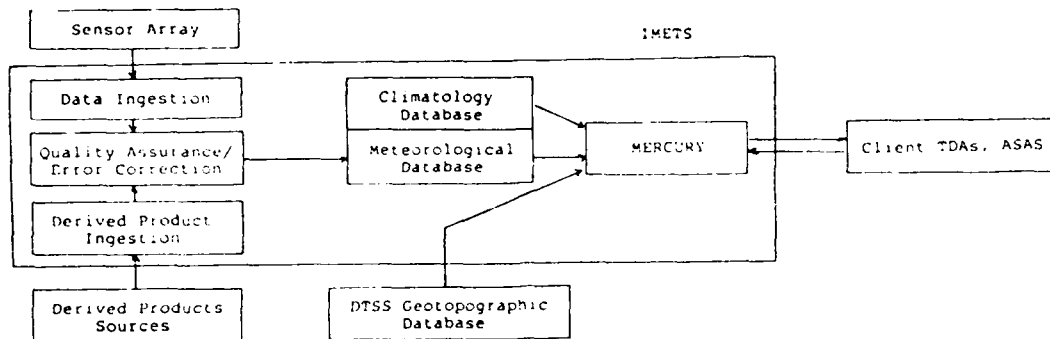 Sensor Array
IMETS
Data Ingestion
Climatology
Database
Quality Assurance/
Error Correction
Meteorological
Database
MERCURY
Client TDAs, ASAS
Derived Product
Ingestion
Derived Products
Sources
DTSS Geotopographic
Database